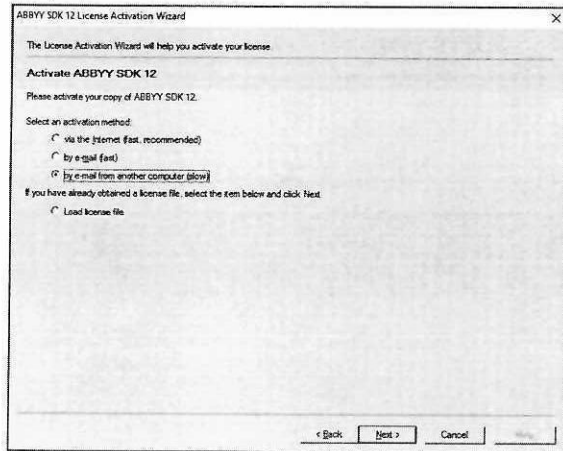 ABBYY SDK 12 License Activation Wizard
The License Activation Wizard will help you activate your license.
Activate ABBYY SDK 12
Please activate your copy of ABBYY SDK 12.
Select an activation method:
via the Internet (fast, recommended)
by e-mail (fast)
by e-mail from another computer (slow)
If you have already obtained a license file, select the item below and click Next
Load license file
< Back Next > Cancel